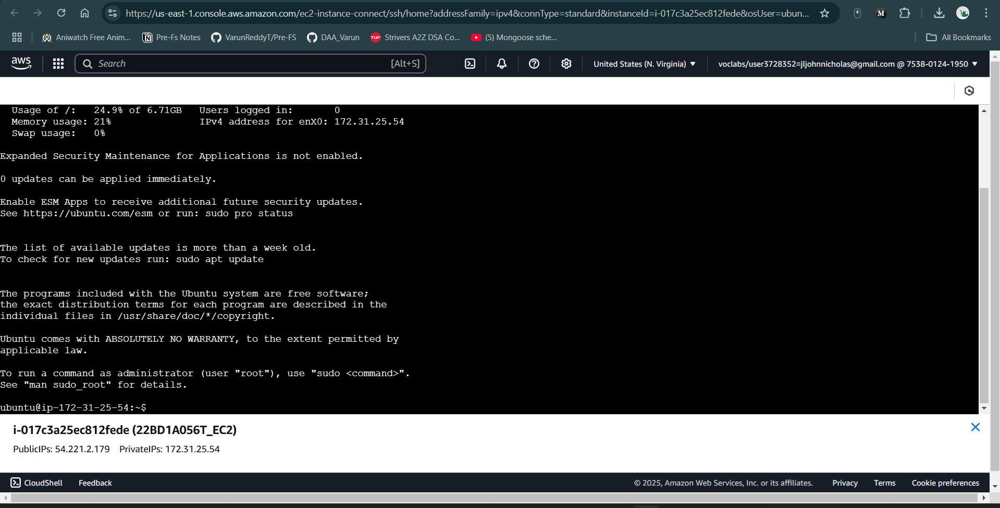 https://us-east-1.console.aws.amazon.com/ec2-instance-connect/ssh/home?addressFamily=ipv4&connType=standard&instanceId=i-017c3a25ec812fede&osUser=ubun...
M
Aniwatch Free Anim... Pre-Fs Notes VarunReddyT/Pre-FS DAA_Varun TUF Strivers A2Z DSA Co... (5) Mongoose sche... All Bookmarks
aws Search [Alt+S] United States (N. Virginia) voclabs/user3728352=jljohnnicholas@gmail.com @ 7538-0124-1950
Usage of /: 24.9% of 6.71GB Users logged in: 0
Memory usage: 21% IPv4 address for enX0: 172.31.25.54
Swap usage: 0%
Expanded Security Maintenance for Applications is not enabled.
0 updates can be applied immediately.
Enable ESM Apps to receive additional future security updates.
See https://ubuntu.com/esm or run: sudo pro status
The list of available updates is more than a week old.
To check for new updates run: sudo apt update
The programs included with the Ubuntu system are free software;
the exact distribution terms for each program are described in the
individual files in /usr/share/doc/*/copyright.
Ubuntu comes with ABSOLUTELY NO WARRANTY, to the extent permitted by
applicable law.
To run a command as administrator (user "root"), use "sudo <command>".
See "man sudo_root" for details.
ubuntu@ip-172-31-25-54:~$
i-017c3a25ec812fede (22BD1A056T_EC2)
PublicIPs: 54.221.2.179 PrivateIPs: 172.31.25.54
CloudShell Feedback © 2025, Amazon Web Services, Inc. or its affiliates. Privacy Terms Cookie preferences